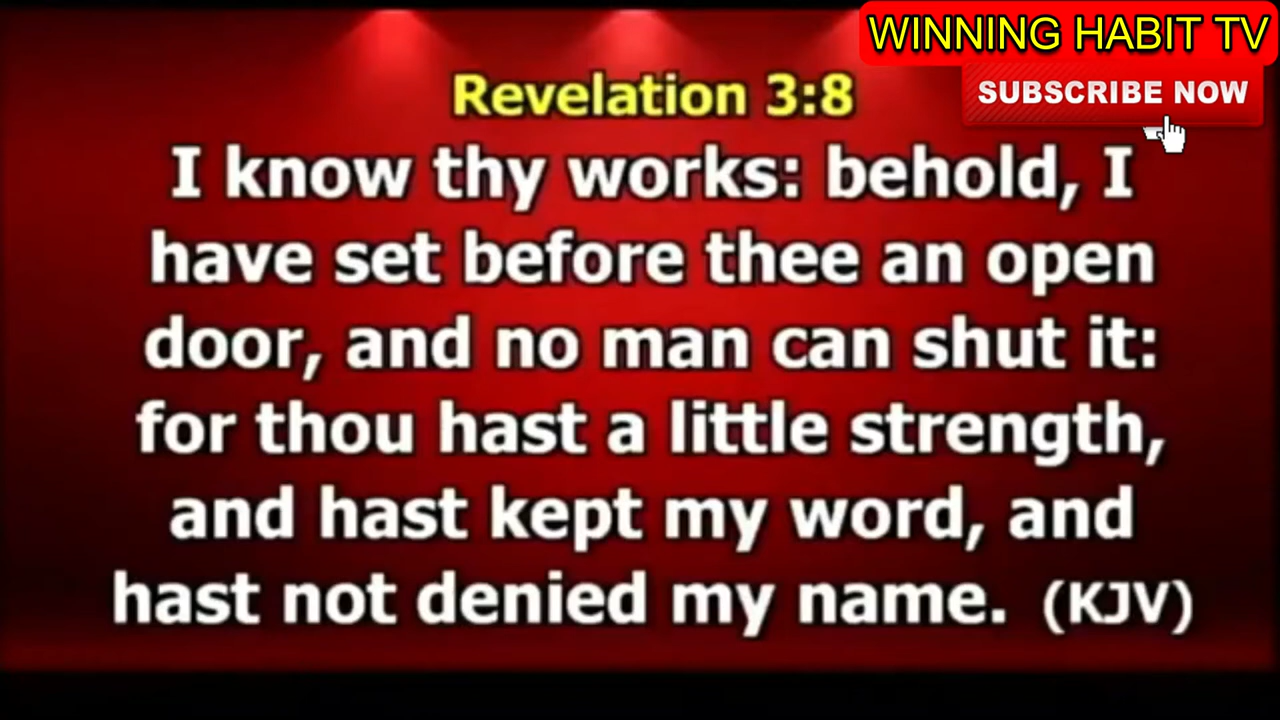 WINNING HABIT TV
SUBSCRIBE NOW
Revelation 3:8
I know thy works: behold, I
have set before thee an open
door, and no man can shut it:
for thou hast a little strength,
and hast kept my word, and
hast not denied my name. (KJV)